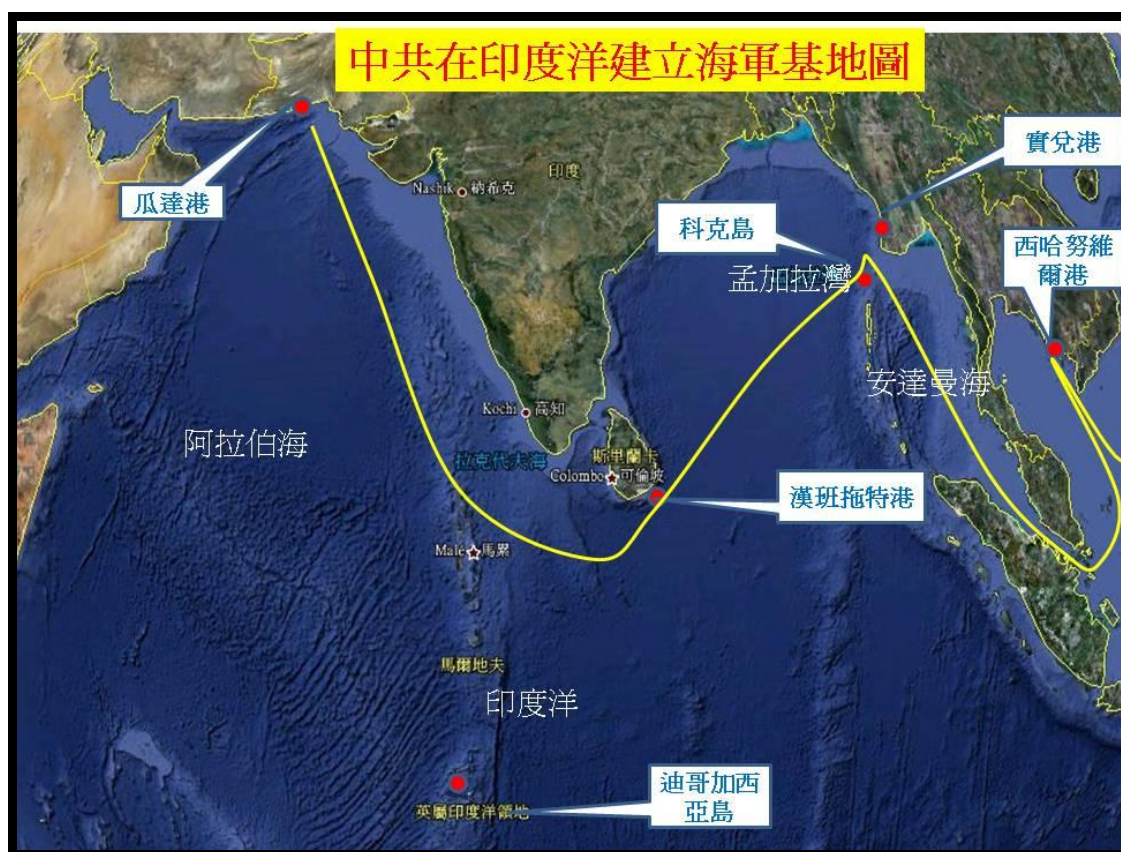 中共在印度洋建立海軍基地圖
實兌港
瓜達港
印度
Nashik 納希克
科克島
西哈努維
爾港
孟加拉灣
安達曼海
阿拉伯海
Kochi 高知
拉克代夫海
斯里蘭卡
Colombo 可倫坡
漢班拖特港
Malé 馬累
馬爾地夫
印度洋
迪哥加西
亞島
英屬印度洋領地